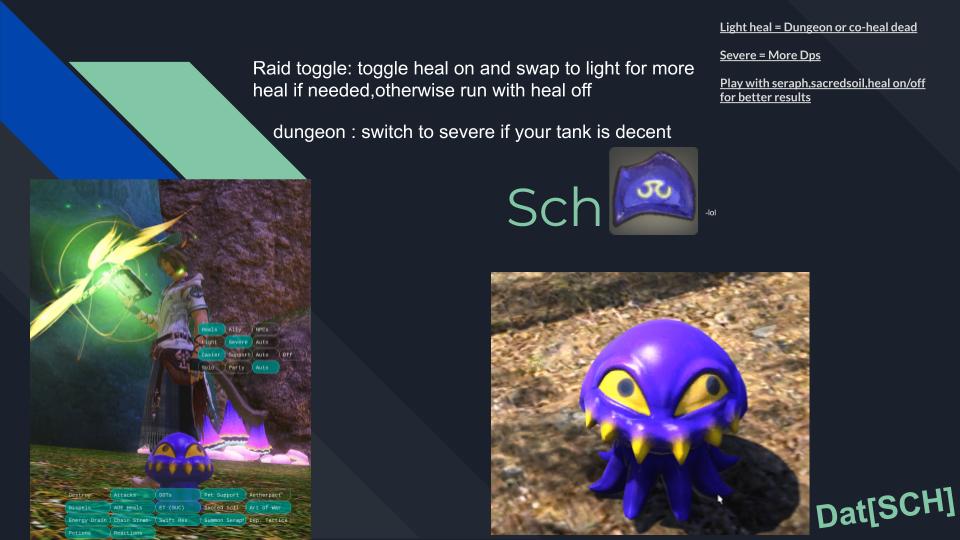 Light heal = Dungeon or co-heal dead
Severe = More Dps
Play with seraph,sacredsoil,heal on/off
for better results
Raid toggle: toggle heal on and swap to light for more
heal if needed,otherwise run with heal off
dungeon : switch to severe if your tank is decent
Sch
-lol
Heals Ally NPCs
Light Severe Auto
Caster Support Auto Off
Solo Party Auto
Destroy Attacks DOTs Pet Support Aetherpact
Dispels AOE Heals ET (DUC) Sacred Soil Art of War
Energy Drain Chain Strat Swift Res Summon Seraph Dep. Tactics
Potions Reactions
Dat[SCH]